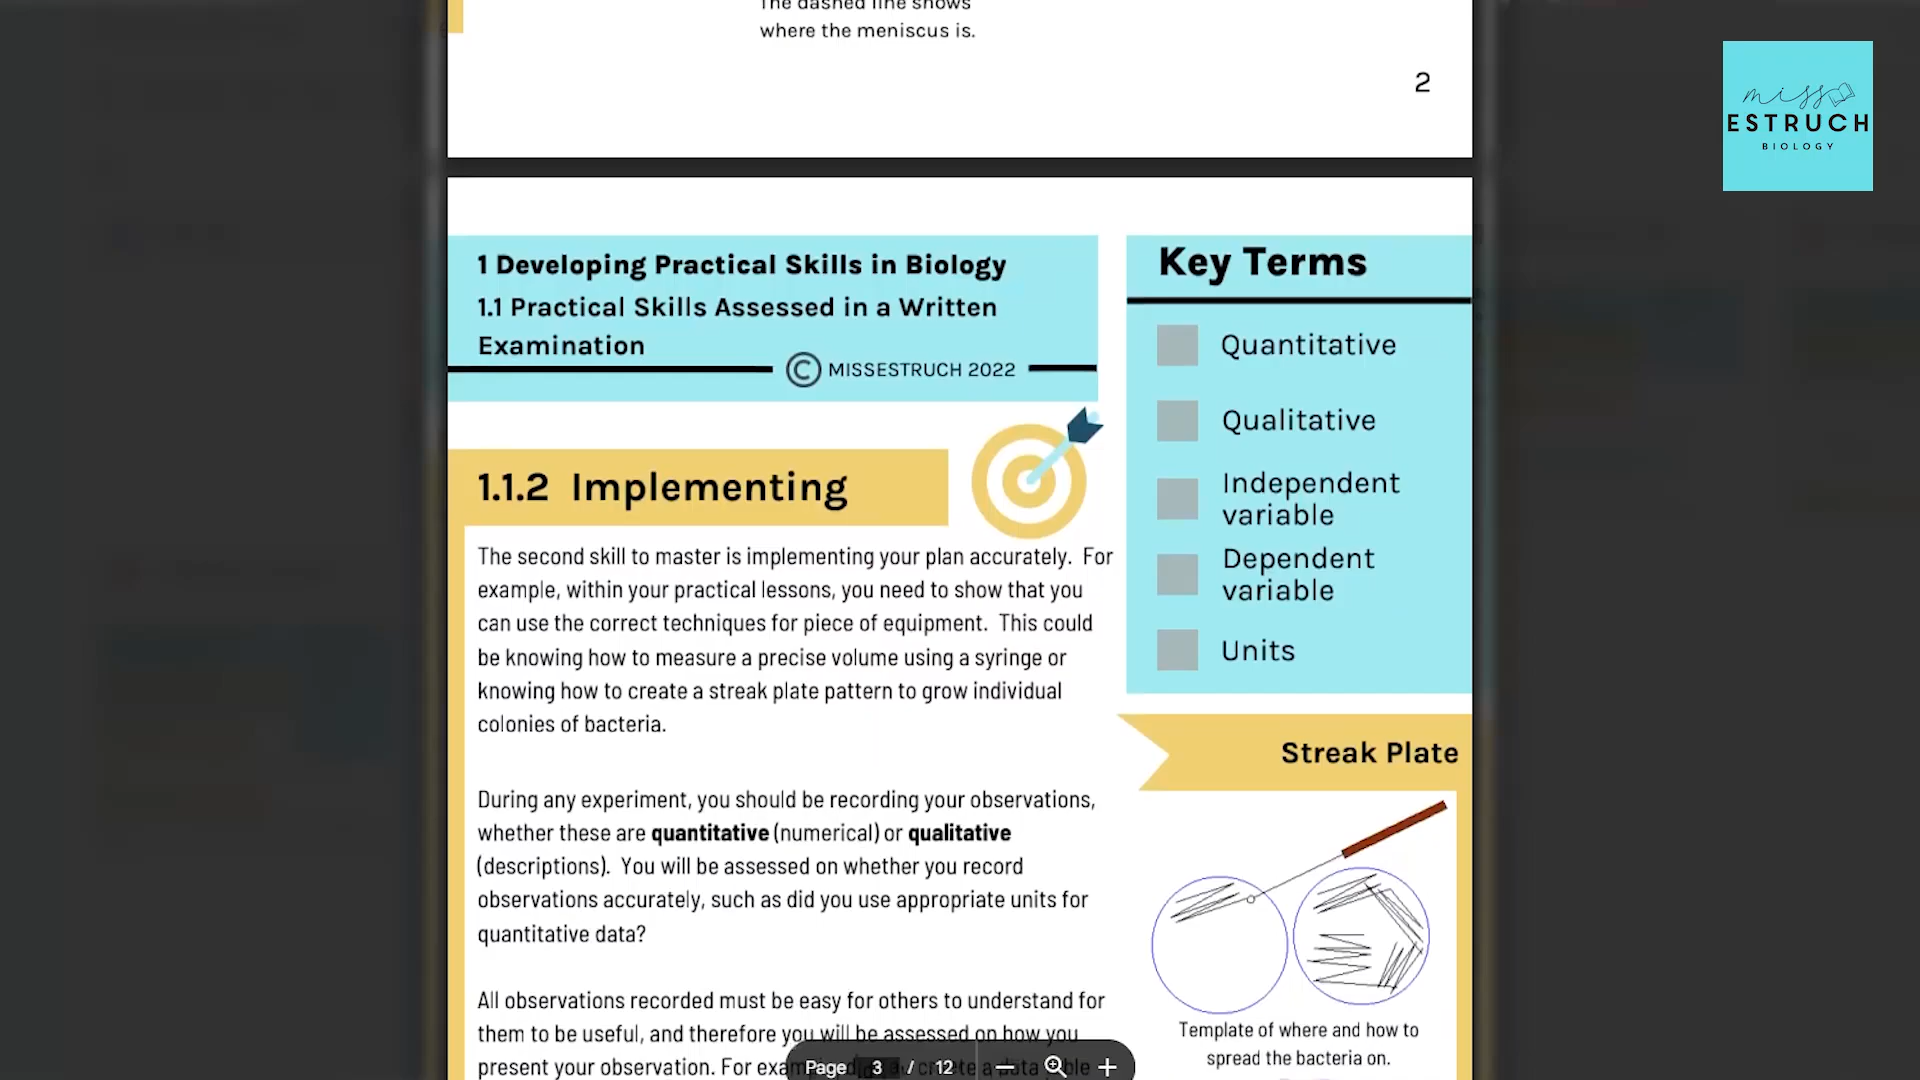 The dashed line shows
where the meniscus is.
2
miss
ESTRUCH
BIOLOGY
1 Developing Practical Skills in Biology
1.1 Practical Skills Assessed in a Written
Examination
© MISSESTRUCH 2022
Key Terms
Quantitative
Qualitative
Independent
variable
Dependent
variable
Units
1.1.2 Implementing
The second skill to master is implementing your plan accurately. For
example, within your practical lessons, you need to show that you
can use the correct techniques for piece of equipment. This could
be knowing how to measure a precise volume using a syringe or
knowing how to create a streak plate pattern to grow individual
colonies of bacteria.
During any experiment, you should be recording your observations,
whether these are quantitative (numerical) or qualitative
(descriptions). You will be assessed on whether you record
observations accurately, such as did you use appropriate units for
quantitative data?
All observations recorded must be easy for others to understand for
them to be useful, and therefore you will be assessed on how you
present your observation. For
Streak Plate
Template of where and how to
spread the bacteria on.
Page 3 / 12